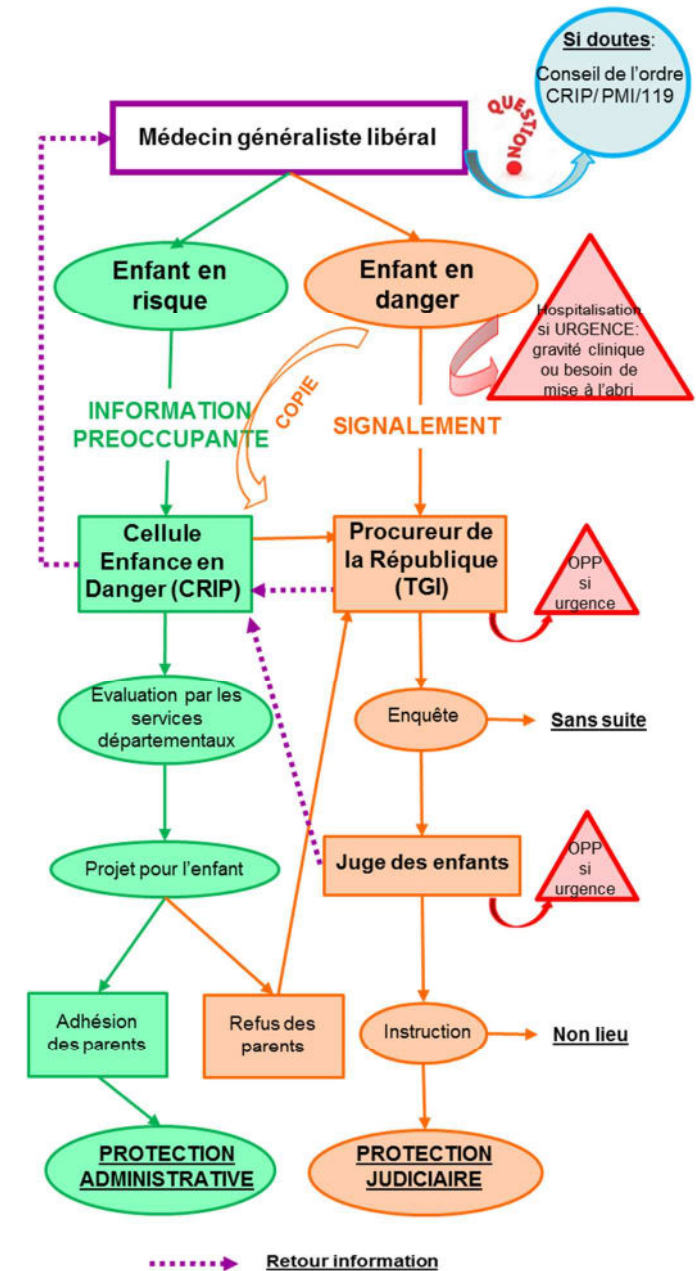 Si doutes:
Conseil de l'ordre
CRIP/ PMI/119
QUESTION
Médecin généraliste libéral
Enfant en
risque
Enfant en
danger
Hospitalisation
si URGENCE:
gravité clinique
ou besoin de
mise à l'abri
COPIE
INFORMATION
PREOCCUPANTE
SIGNALEMENT
Cellule
Enfance en
Danger (CRIP)
Procureur de
la République
(TGI)
OPP
si
urgence
Evaluation par les
services
départementaux
Enquête
Sans suite
Projet pour l'enfant
Juge des enfants
OPP
si
urgence
Adhésion
des parents
Refus des
parents
Instruction
Non lieu
PROTECTION
ADMINISTRATIVE
PROTECTION
JUDICIAIRE
Retour information